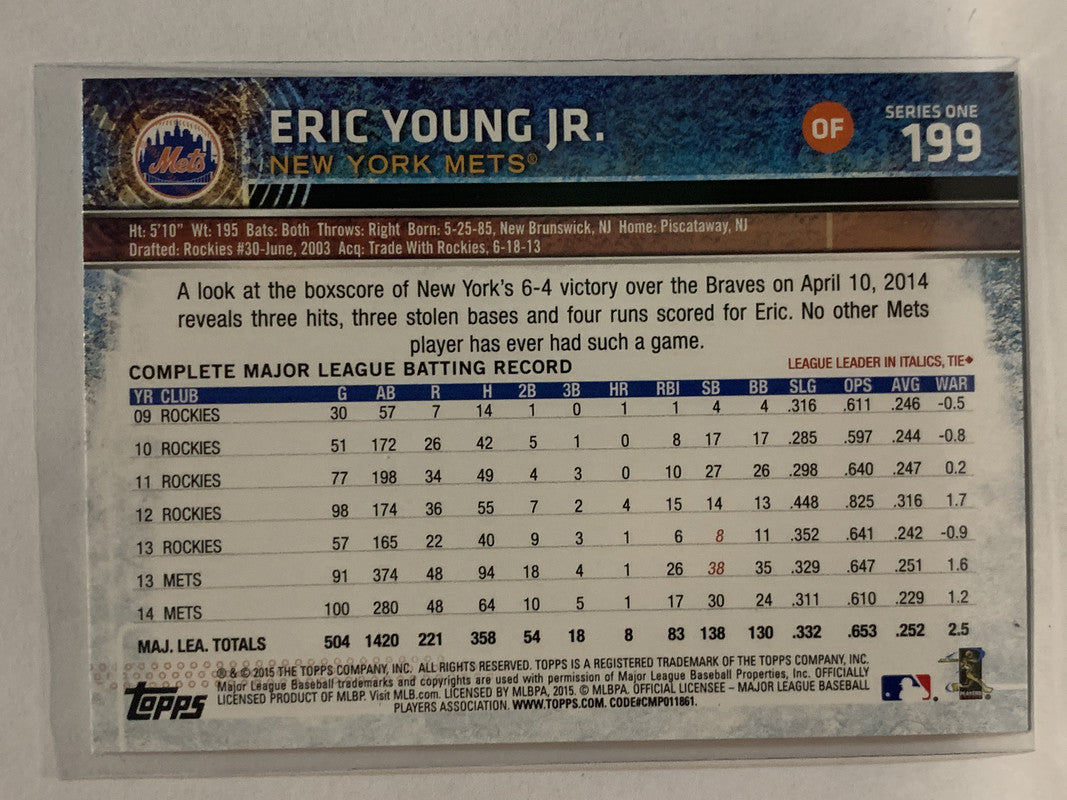 Mets
ERIC YOUNG JR.
NEW YORK METS®
OF
SERIES ONE
199
Ht: 5'10" Wt: 195 Bats: Both Throws: Right Born: 5-25-85, New Brunswick, NJ Home: Piscataway, NJ
Drafted: Rockies #30-June, 2003 Acq: Trade With Rockies, 6-18-13
A look at the boxscore of New York's 6-4 victory over the Braves on April 10, 2014
reveals three hits, three stolen bases and four runs scored for Eric. No other Mets
player has ever had such a game.
COMPLETE MAJOR LEAGUE BATTING RECORD LEAGUE LEADER IN ITALICS, TIE◆
YR CLUB G AB R H 2B 3B HR RBI SB BB SLG OPS AVG WAR
09 ROCKIES 30 57 7 14 1 0 1 1 4 4 .316 .611 .246 -0.5
10 ROCKIES 51 172 26 42 5 1 0 8 17 17 .285 .597 .244 -0.8
11 ROCKIES 77 198 34 49 4 3 0 10 27 26 .298 .640 .247 0.2
12 ROCKIES 98 174 36 55 7 2 4 15 14 13 .448 .825 .316 1.7
13 ROCKIES 57 165 22 40 9 3 1 6 8 11 .352 .641 .242 -0.9
13 METS 91 374 48 94 18 4 1 26 38 35 .329 .647 .251 1.6
14 METS 100 280 48 64 10 5 1 17 30 24 .311 .610 .229 1.2
MAJ. LEA. TOTALS 504 1420 221 358 54 18 8 83 138 130 .332 .653 .252 2.5
® & © 2015 THE TOPPS COMPANY, INC. ALL RIGHTS RESERVED. TOPPS IS A REGISTERED TRADEMARK OF THE TOPPS COMPANY, INC.
Major League Baseball trademarks and copyrights are used with permission of Major League Baseball Properties, Inc. OFFICIALLY
LICENSED PRODUCT OF MLBP. Visit MLB.com. LICENSED BY MLBPA, 2015. © MLBPA. OFFICIAL LICENSEE – MAJOR LEAGUE BASEBALL
PLAYERS ASSOCIATION. WWW.TOPPS.COM. CODE#CMP011861.
topps
PLAYERS